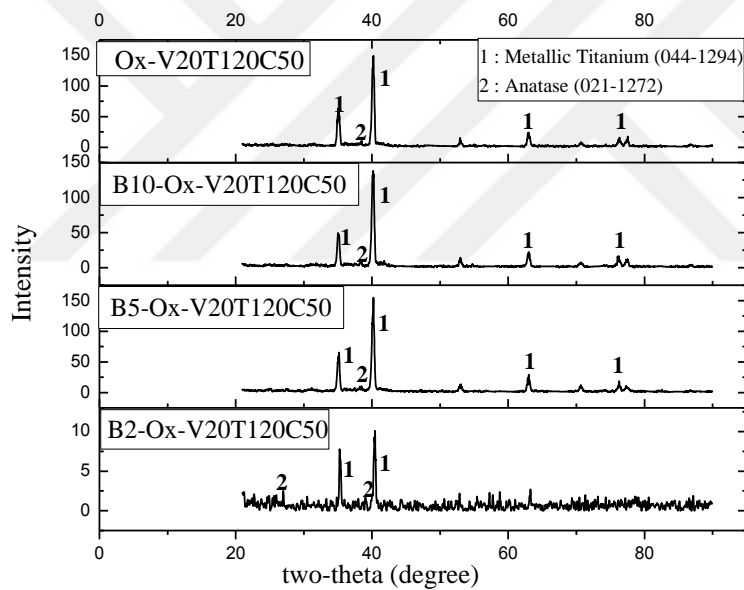 0 20 40 60 80
Ox-V20T120C50
1 : Metallic Titanium (044-1294)
2 : Anatase (021-1272)
150
100
50
0
1 2 1 1 1
B10-Ox-V20T120C50
150
100
50
0
1 2 1 1 1
B5-Ox-V20T120C50
150
100
50
0
1 2 1 1 1
B2-Ox-V20T120C50
10
5
0
2 1 2 1
0 20 40 60 80
two-theta (degree)
Intensity